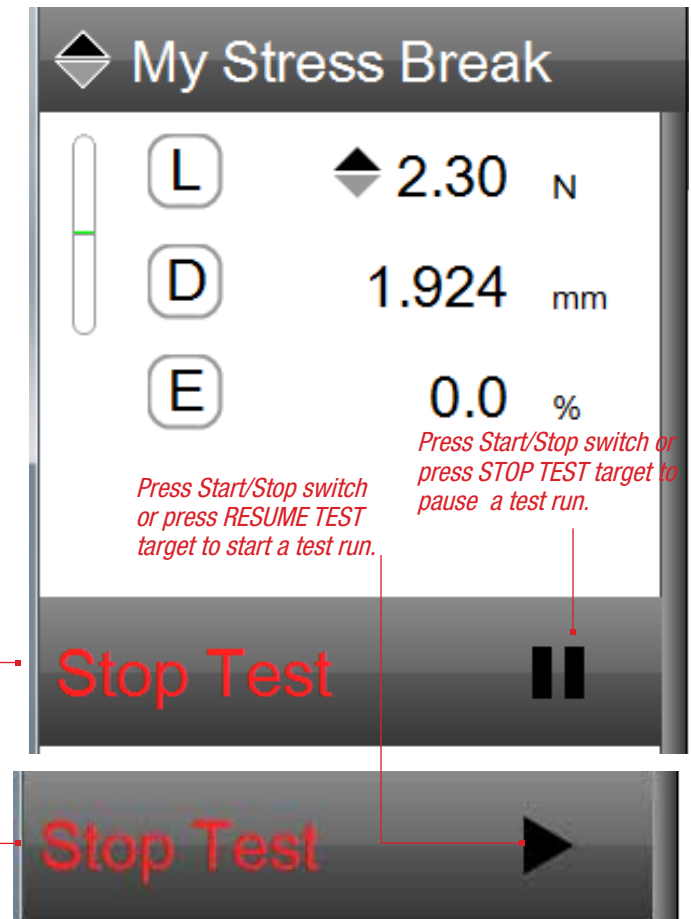 My Stress Break
L 2.30 N
D 1.924 mm
E 0.0 %
Press Start/Stop switch or
press STOP TEST target to
pause a test run.
Press Start/Stop switch
or press RESUME TEST
target to start a test run.
Stop Test
Stop Test